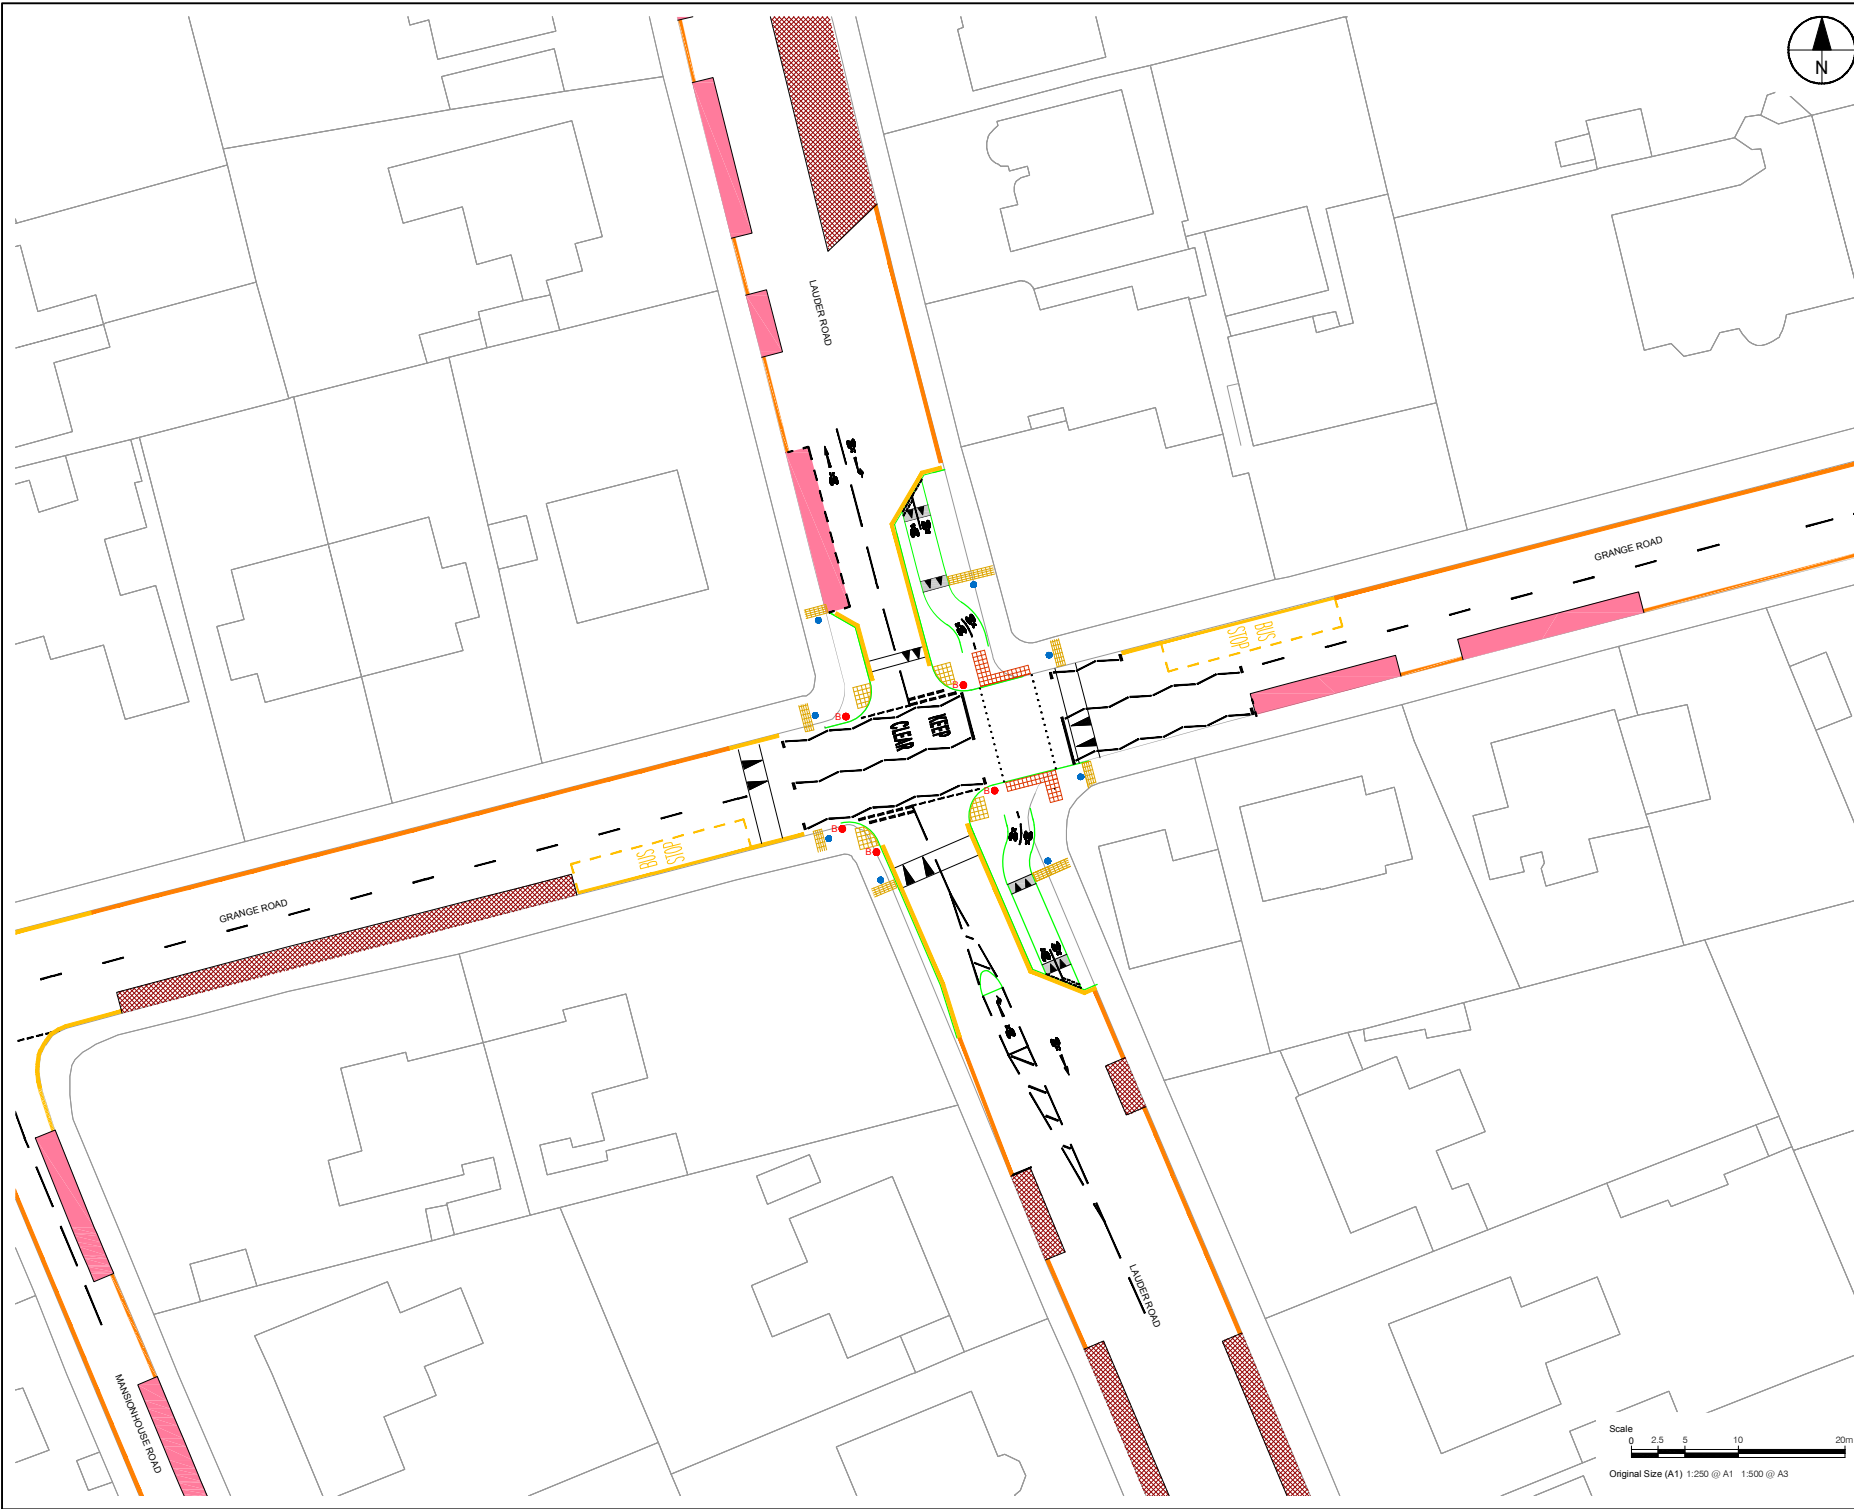 N
LAUDER ROAD
GRANGE ROAD
BUS
STOP
KEEP
CLEAR
B
B
B
B
B
STOP
BUS
GRANGE ROAD
LAUDER ROAD
MANSIONHOUSE ROAD
Scale
0 2.5 5 10 20m
Original Size (A1) 1:250 @ A1 1:500 @ A3